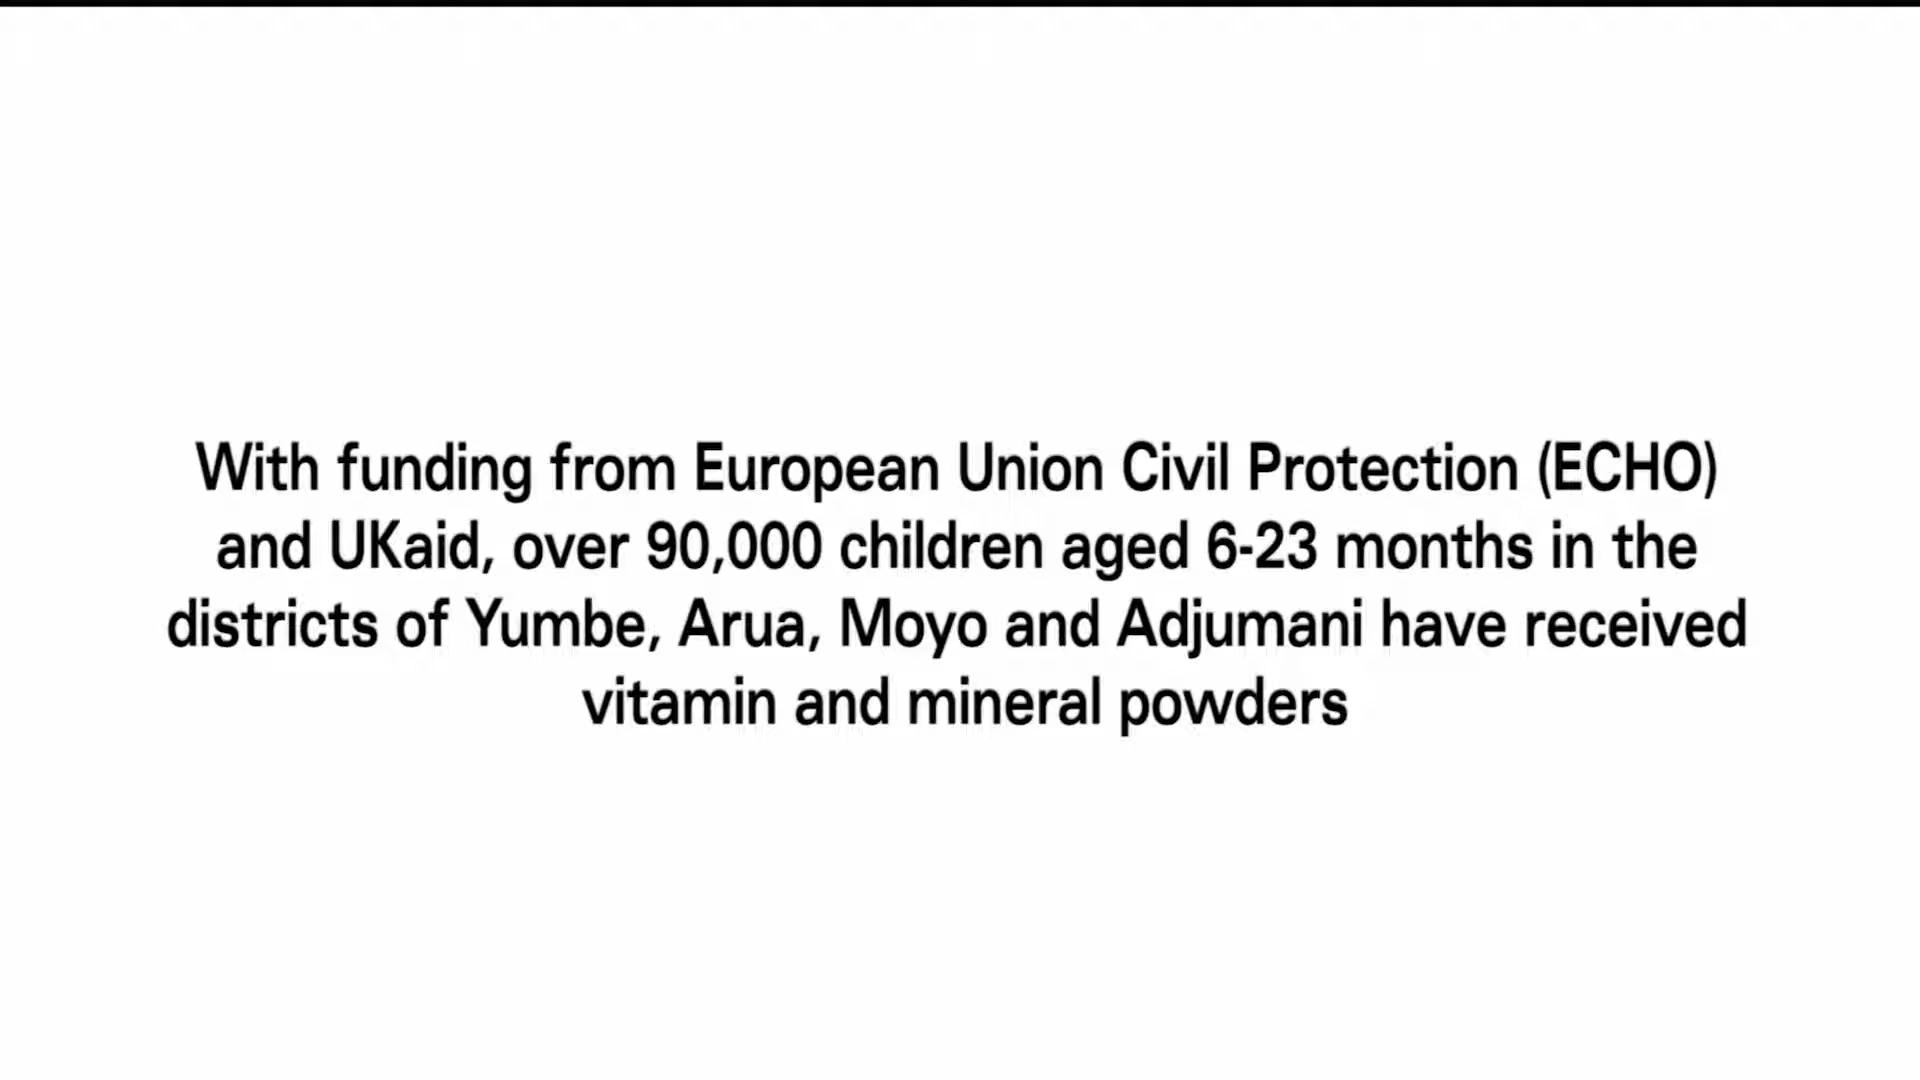 With funding from European Union Civil Protection (ECHO)
and UKaid, over 90,000 children aged 6-23 months in the
districts of Yumbe, Arua, Moyo and Adjumani have received
vitamin and mineral powders